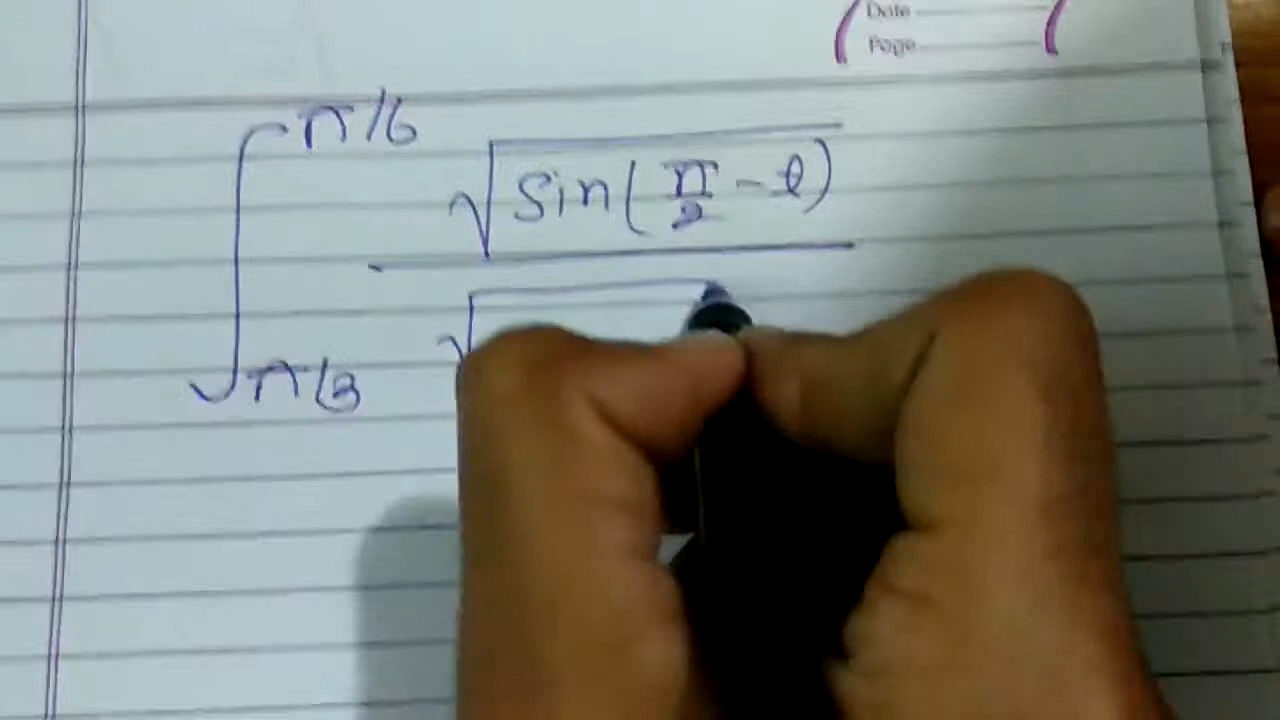 Date
Page
∫ π/6
√sin(π/2 - t)
√
π/3